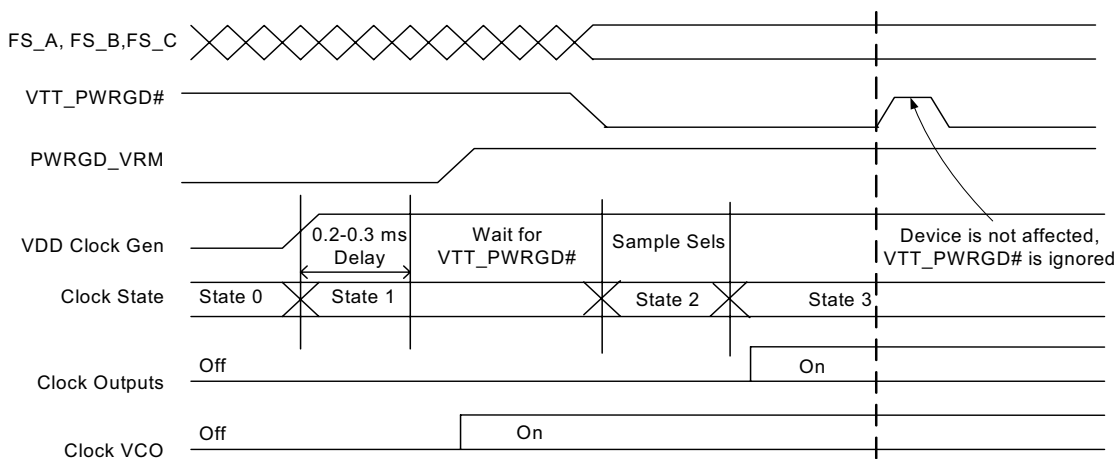 FS_A, FS_B,FS_C
VTT_PWRGD#
PWRGD_VRM
VDD Clock Gen
0.2-0.3 ms
Delay
Wait for
VTT_PWRGD#
Sample Sels
Device is not affected,
VTT_PWRGD# is ignored
Clock State
State 0
State 1
State 2
State 3
Clock Outputs
Off
On
Clock VCO
Off
On